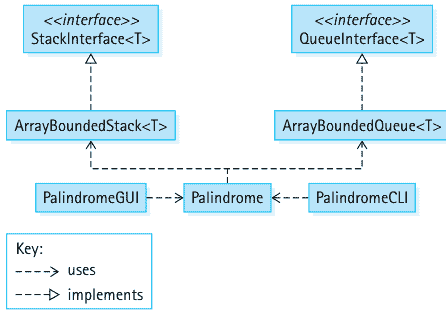 <<interface>>
StackInterface<T>
<<interface>>
QueueInterface<T>
ArrayBoundedStack<T>
ArrayBoundedQueue<T>
PalindromeGUI
Palindrome
PalindromeCLI
Key:
uses
implements